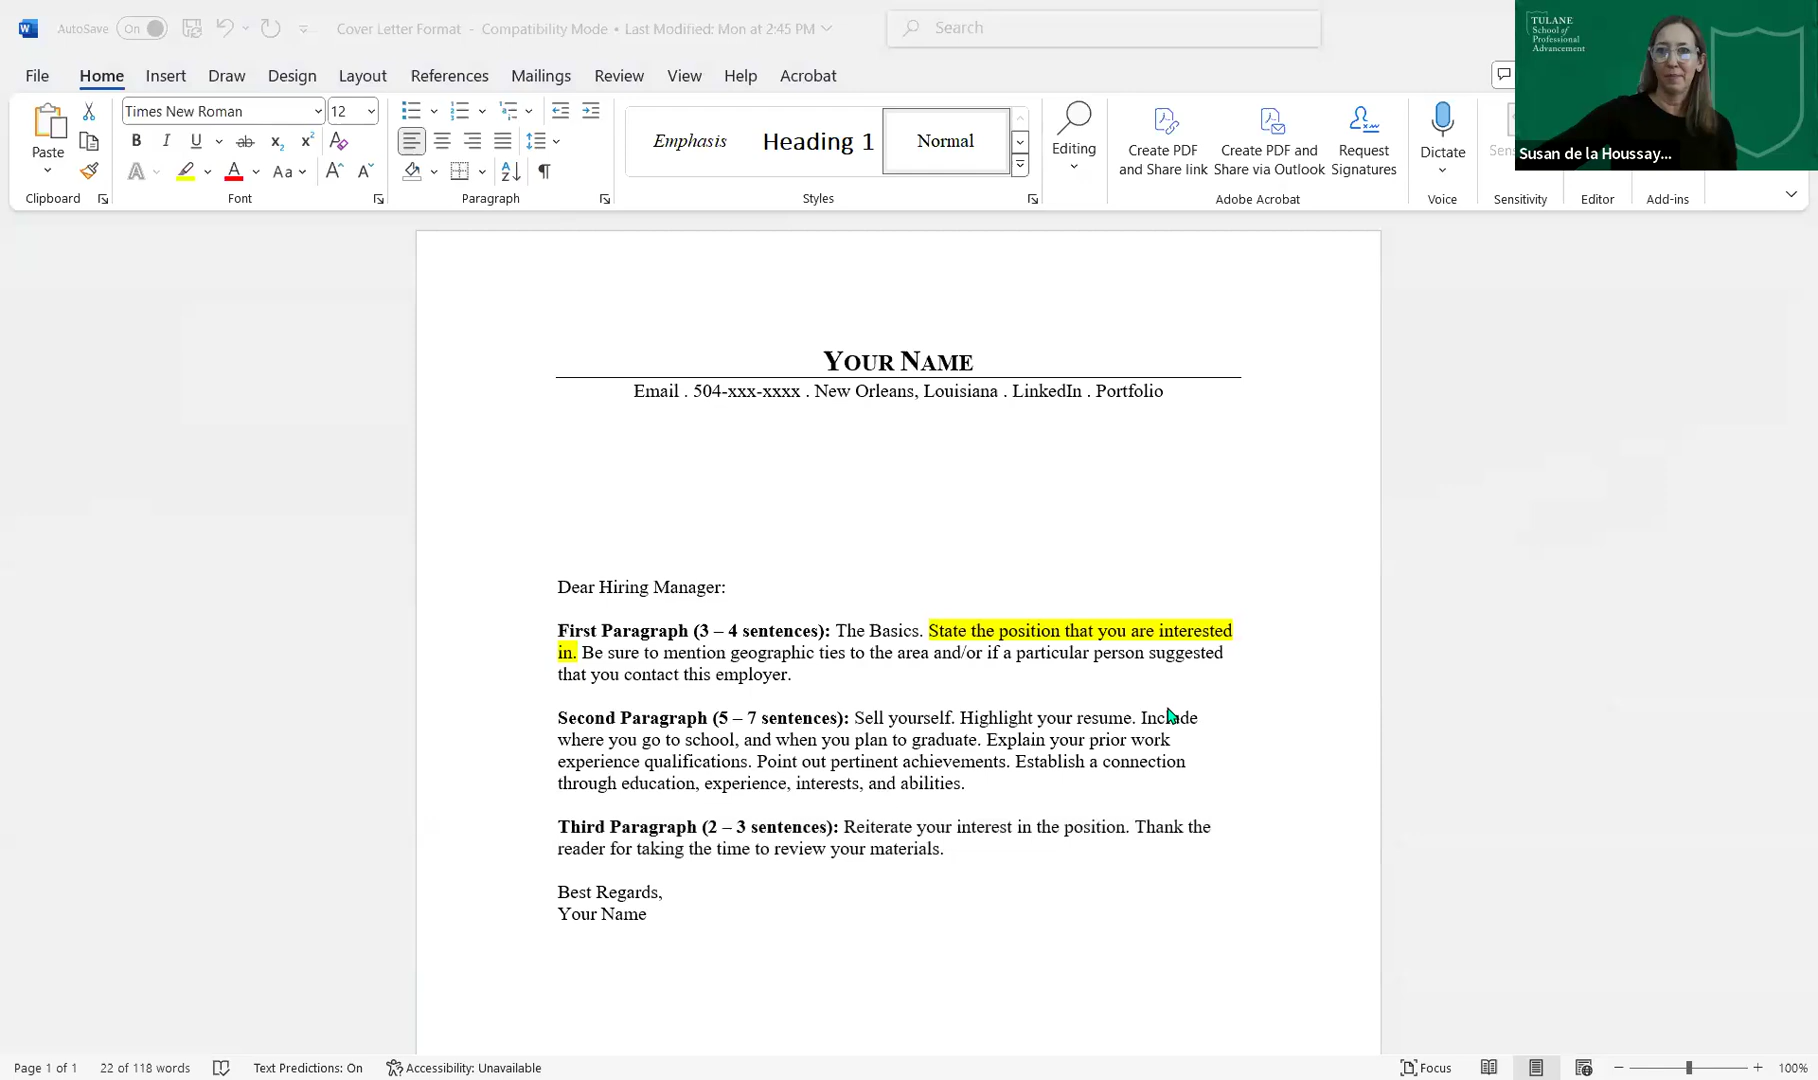 AutoSave On Cover Letter Format - Compatibility Mode • Last Modified: Mon at 2:45 PM Search
TULANE
School of
Professional
Advancement
Susan de la Houssay...
File Home Insert Draw Design Layout References Mailings Review View Help Acrobat
Times New Roman 12
Paste
Emphasis Heading 1 Normal
Editing
Create PDF
and Share link
Create PDF and
Share via Outlook
Request
Signatures
Dictate
Sens
Clipboard Font Paragraph Styles Adobe Acrobat Voice Sensitivity Editor Add-ins
YOUR NAME
Email . 504-xxx-xxxx . New Orleans, Louisiana . LinkedIn . Portfolio
Dear Hiring Manager:
First Paragraph (3 – 4 sentences): The Basics. State the position that you are interested
in. Be sure to mention geographic ties to the area and/or if a particular person suggested
that you contact this employer.
Second Paragraph (5 – 7 sentences): Sell yourself. Highlight your resume. Include
where you go to school, and when you plan to graduate. Explain your prior work
experience qualifications. Point out pertinent achievements. Establish a connection
through education, experience, interests, and abilities.
Third Paragraph (2 – 3 sentences): Reiterate your interest in the position. Thank the
reader for taking the time to review your materials.
Best Regards,
Your Name
Page 1 of 1 22 of 118 words Text Predictions: On Accessibility: Unavailable Focus 100%